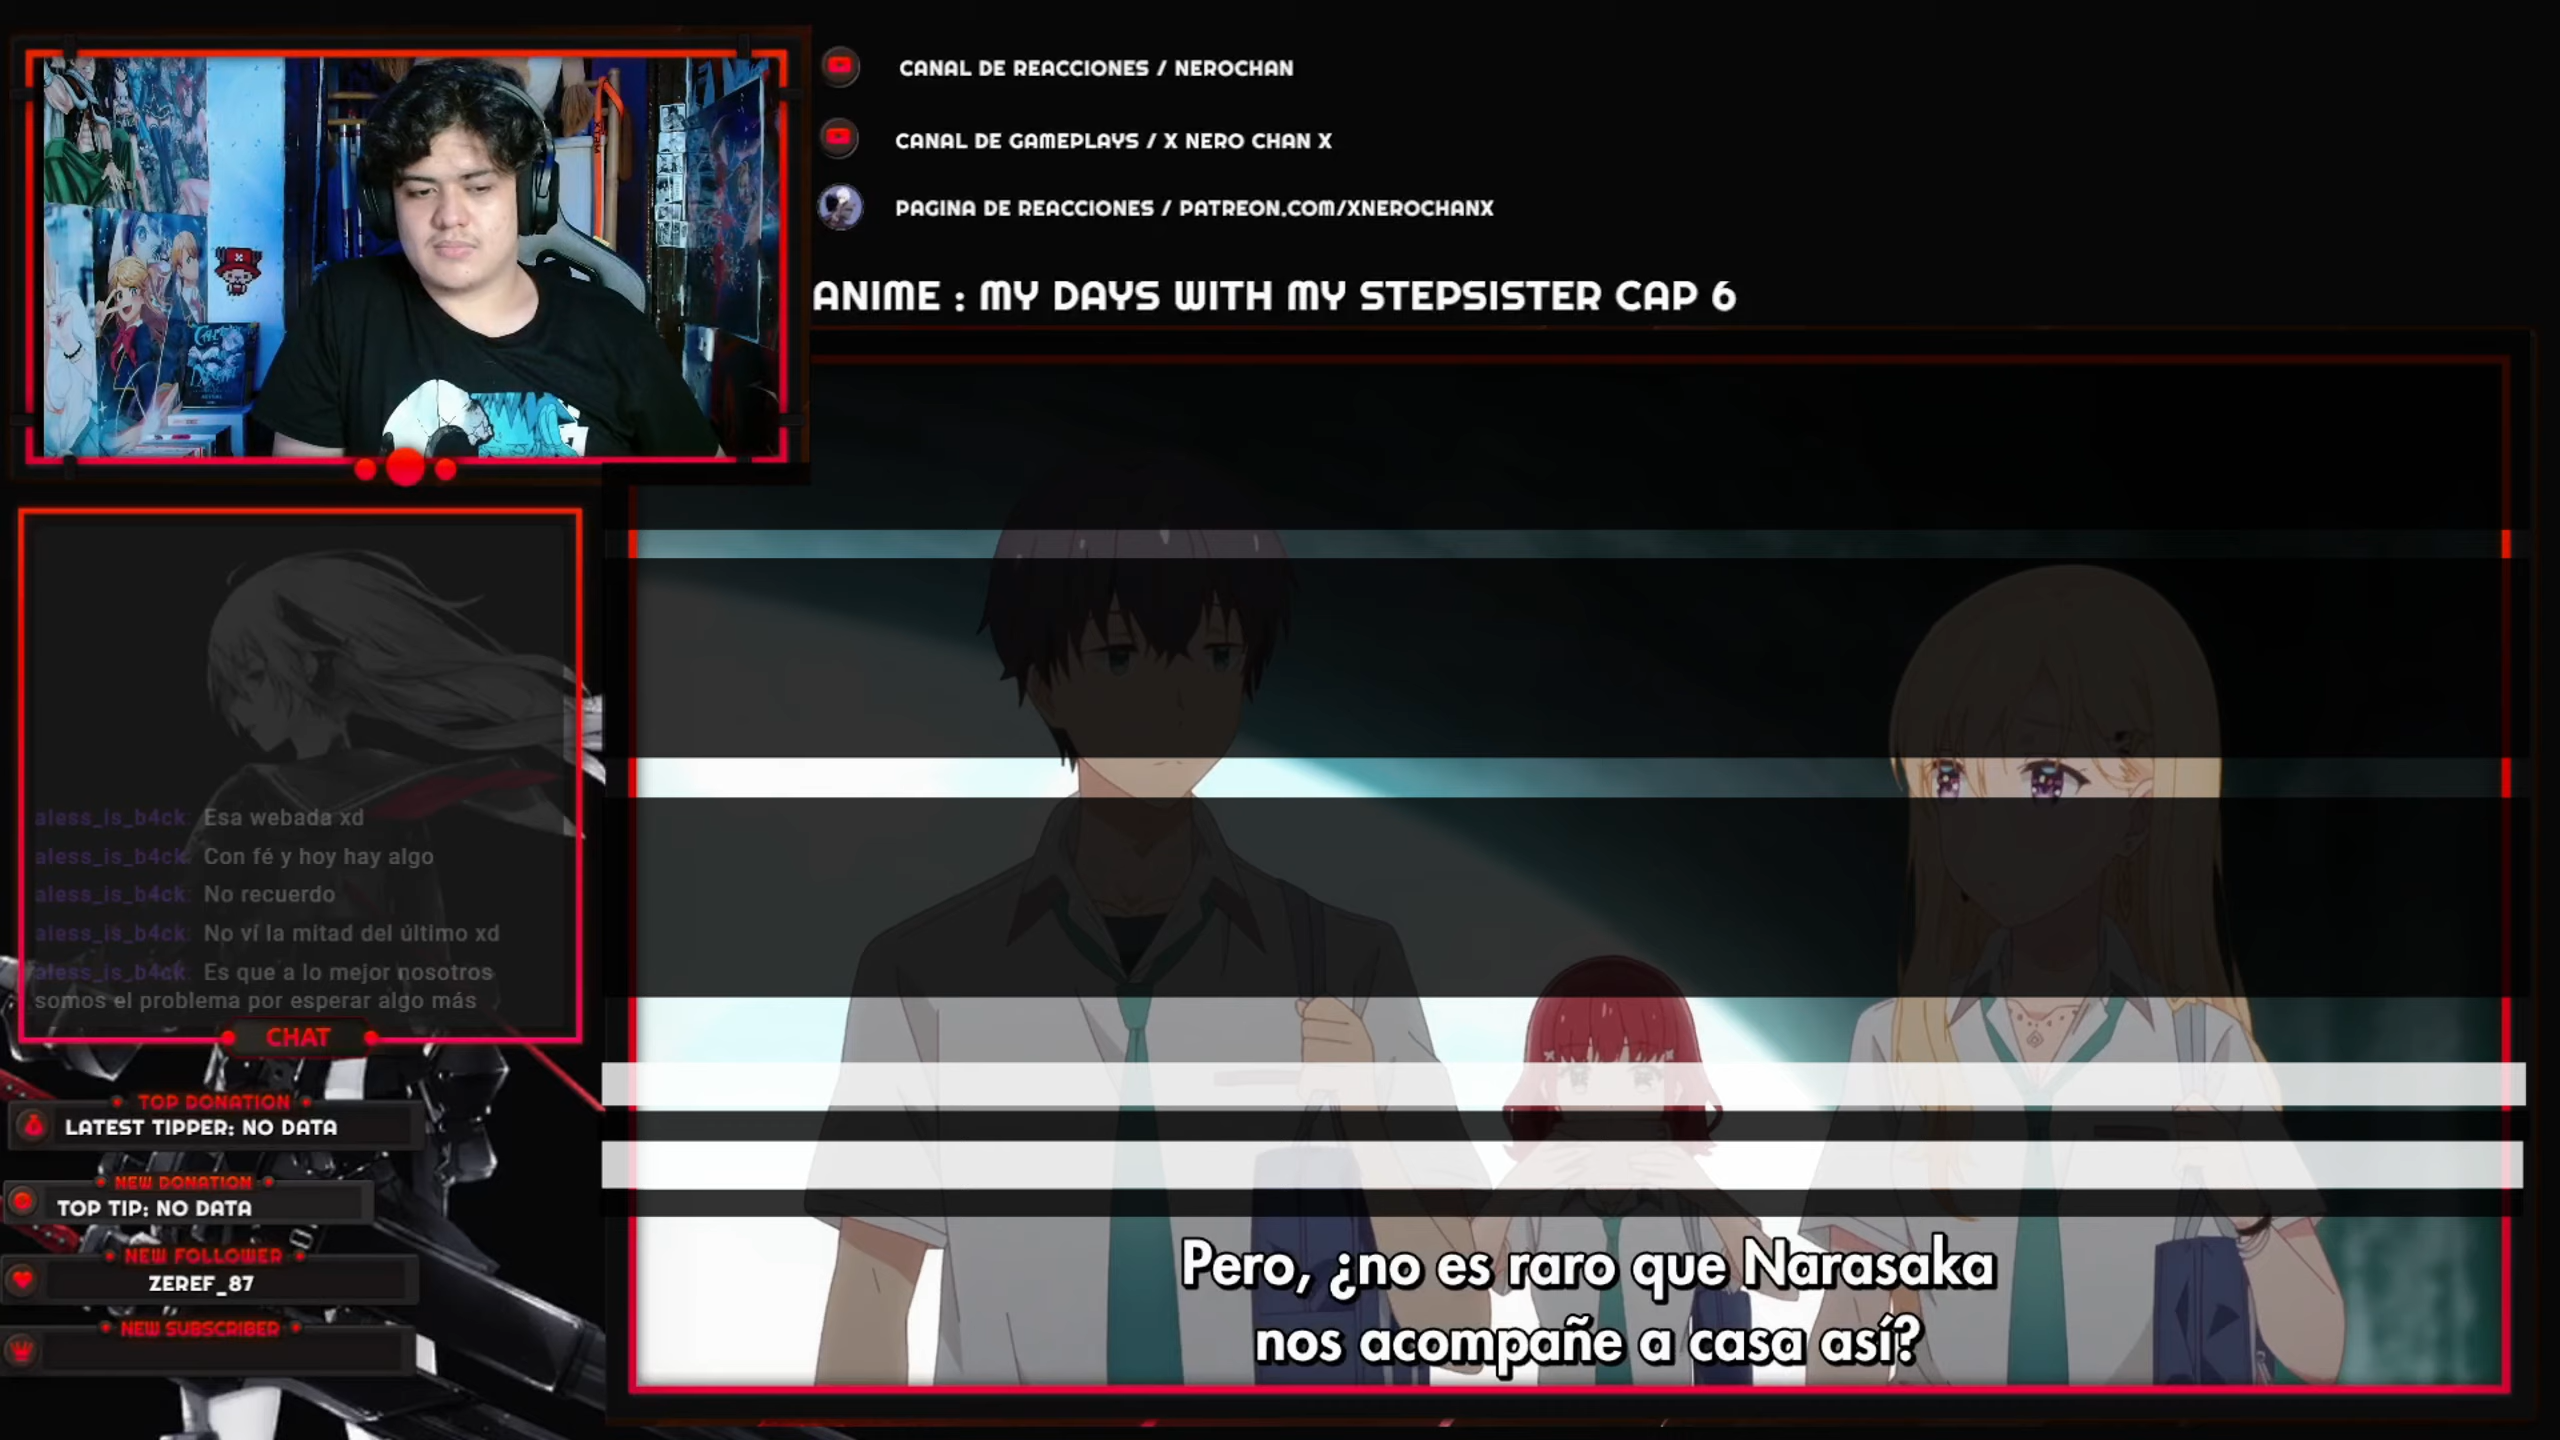 CANAL DE REACCIONES / NEROCHAN
CANAL DE GAMEPLAYS / X NERO CHAN X
PAGINA DE REACCIONES / PATREON.COM/XNEROCHANX
ANIME : MY DAYS WITH MY STEPSISTER CAP 6
aless_is_b4ck: Esa webada xd
aless_is_b4ck: Con fé y hoy hay algo
aless_is_b4ck: No recuerdo
aless_is_b4ck: No ví la mitad del último xd
aless_is_b4ck: Es que a lo mejor nosotros
somos el problema por esperar algo más
CHAT
TOP DONATION
LATEST TIPPER: NO DATA
NEW DONATION
TOP TIP: NO DATA
NEW FOLLOWER
ZEREF_87
NEW SUBSCRIBER
Pero, ¿no es raro que Narasaka
nos acompañe a casa así?